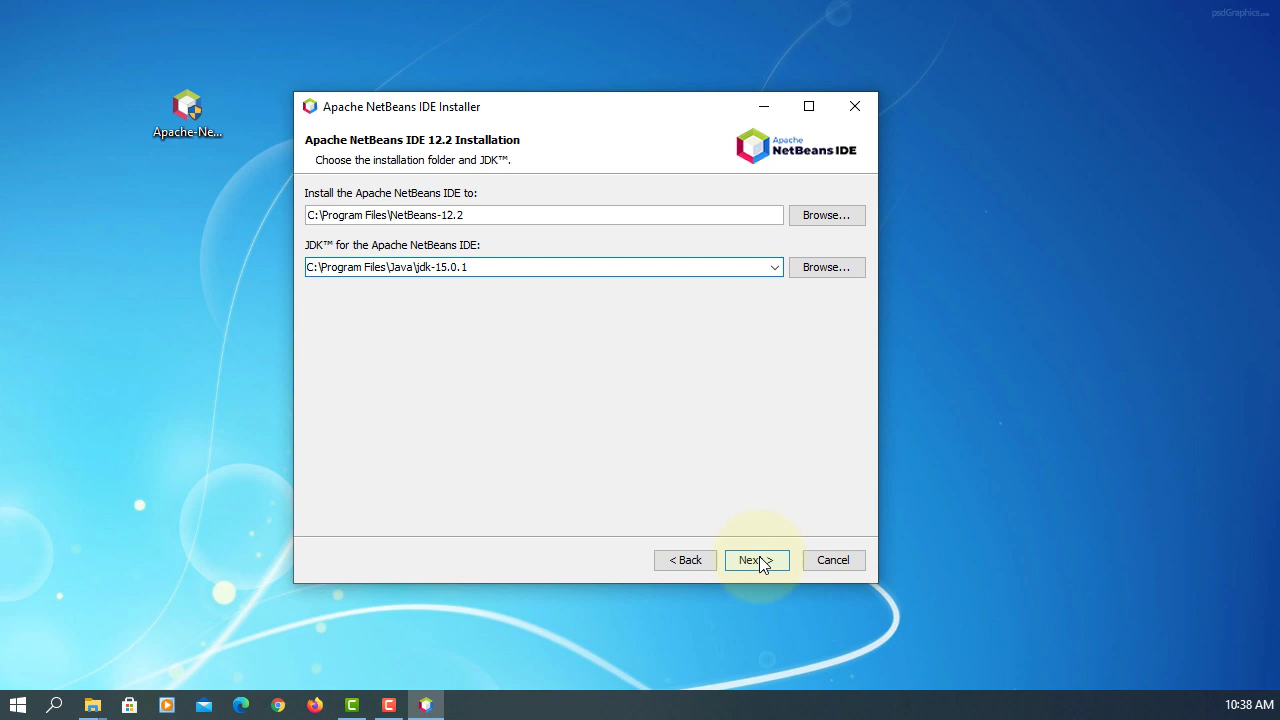 psdGraphics.com
Apache-Ne...
Apache NetBeans IDE Installer
Apache NetBeans IDE 12.2 Installation
Choose the installation folder and JDK™.
Apache
NetBeans IDE
Install the Apache NetBeans IDE to:
C:\Program Files\NetBeans-12.2
Browse...
JDK™ for the Apache NetBeans IDE:
C:\Program Files\Java\jdk-15.0.1
Browse...
< Back
Next >
Cancel
10:38 AM